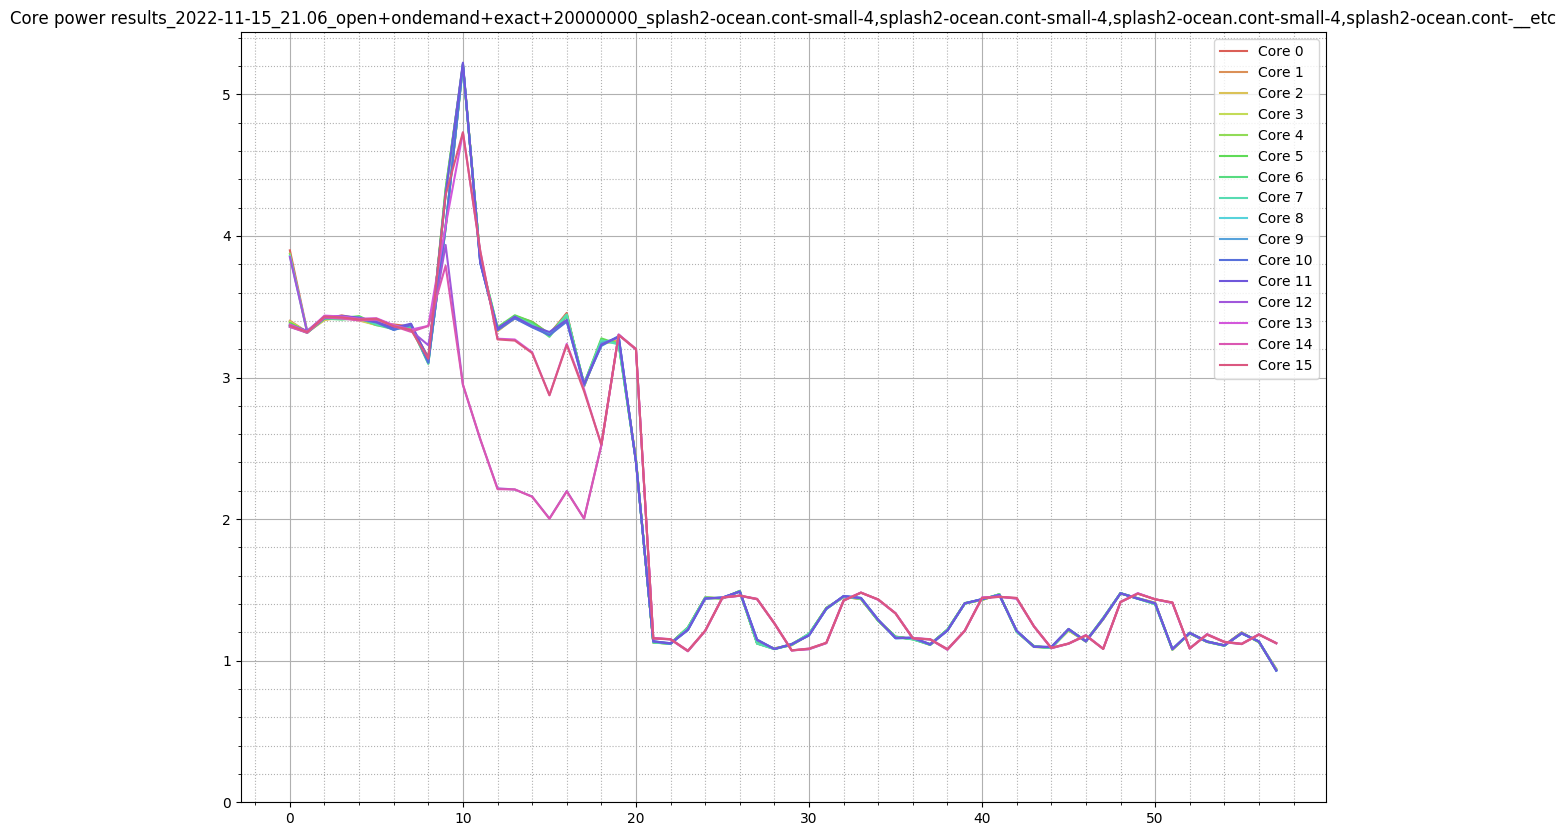 Core power results_2022-11-15_21.06_open+ondemand+exact+20000000_splash2-ocean.cont-small-4,splash2-ocean.cont-small-4,splash2-ocean.cont-small-4,splash2-ocean.cont-__etc
Core 0
Core 1
Core 2
Core 3
Core 4
Core 5
Core 6
Core 7
Core 8
Core 9
Core 10
Core 11
Core 12
Core 13
Core 14
Core 15
5
4
3
2
1
0
0 10 20 30 40 50